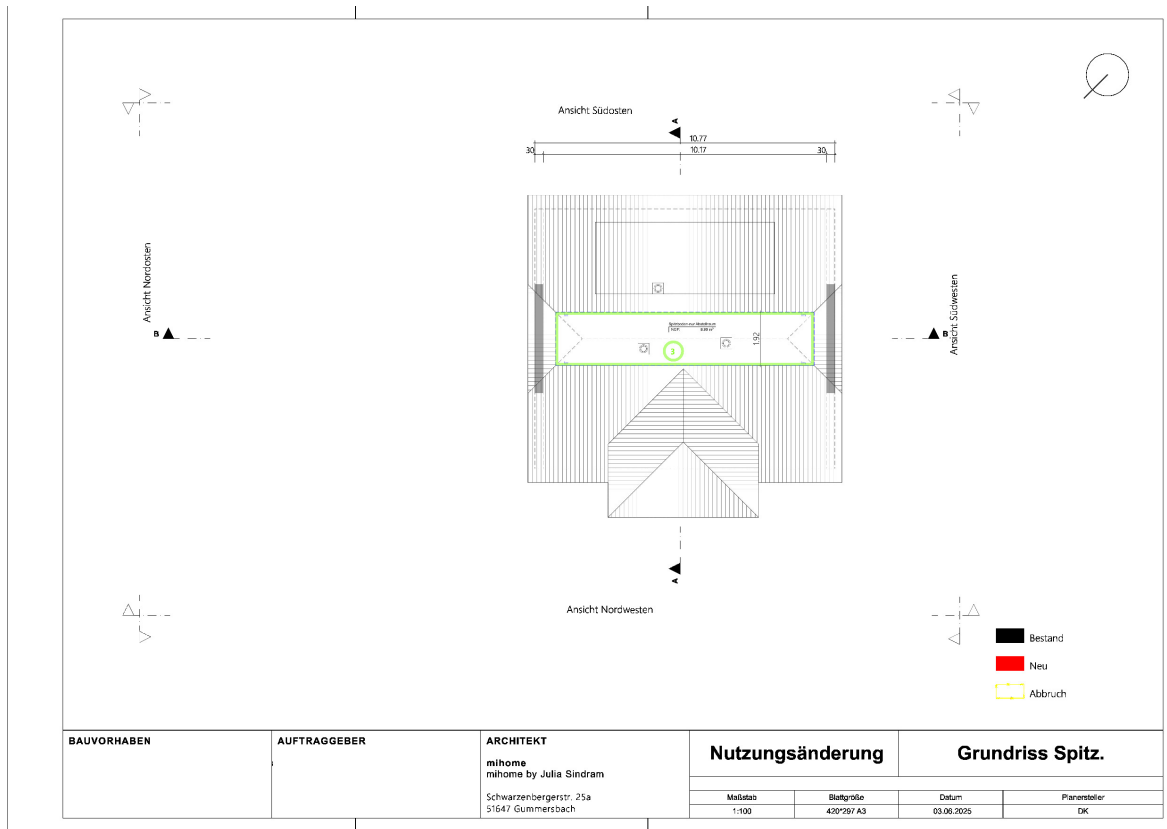 Ansicht Südosten
A
10.77
30
10.17
30
Ansicht Nordosten
B
1.92
3
B
Ansicht Südwesten
A
Ansicht Nordwesten
Bestand
Neu
Abbruch
BAUVORHABEN
AUFTRAGGEBER
ARCHITEKT
mihome
mihome by Julia Sindram
Schwarzenbergerstr. 25a
51647 Gummersbach
Nutzungsänderung
Grundriss Spitz.
Maßstab
Blattgröße
Datum
Planersteller
1:100
420*297 A3
03.06.2025
DK